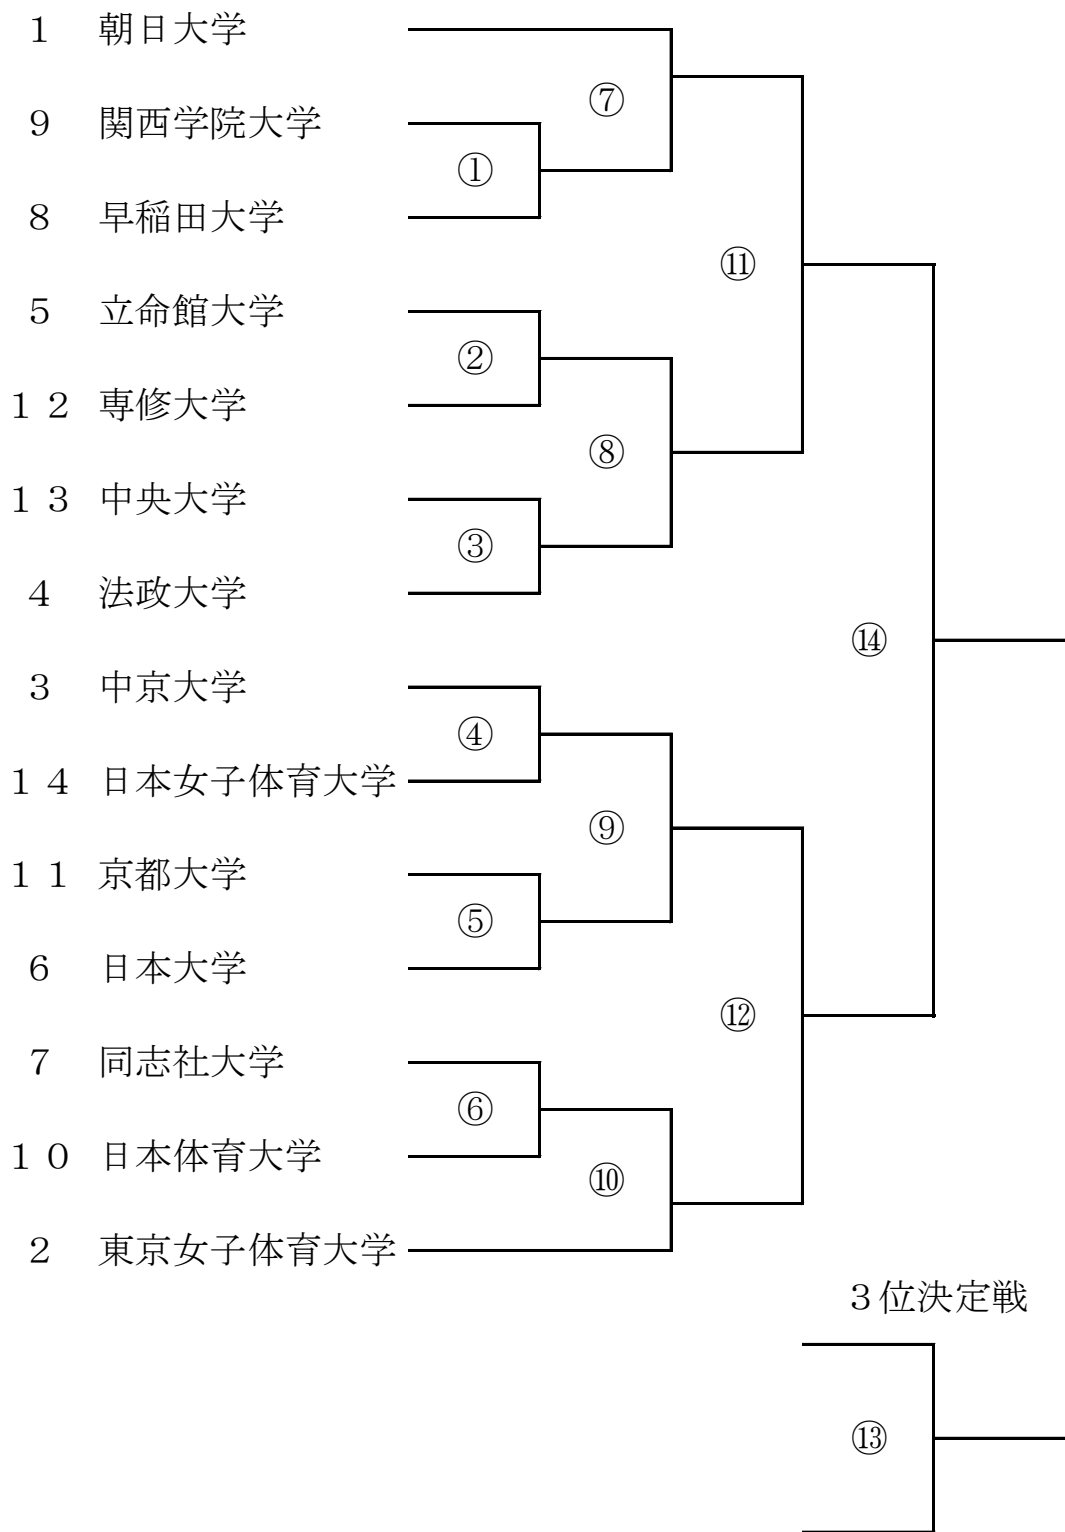 １　朝日大学
⑦
９　関西学院大学
①
８　早稲田大学
⑪
５　立命館大学
②
１２　専修大学
⑧
１３　中央大学
③
４　法政大学
⑭
３　中京大学
④
１４　日本女子体育大学
⑨
１１　京都大学
⑤
６　日本大学
⑫
７　同志社大学
⑥
１０　日本体育大学
⑩
２　東京女子体育大学
３位決定戦
⑬